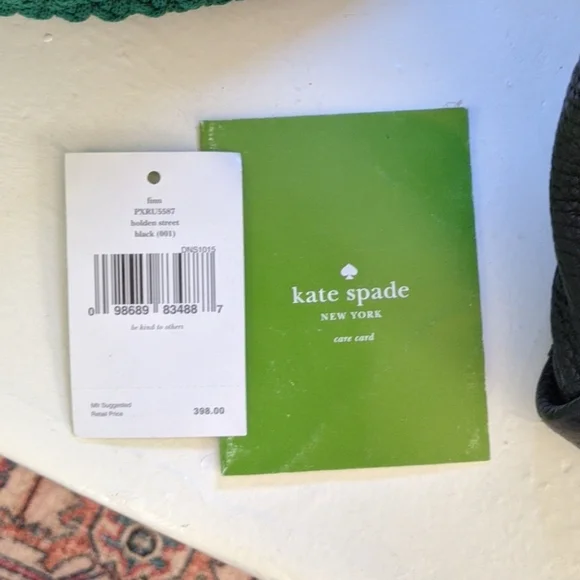 finn
PXRU5587
holden street
black (001)
DNS1015
0 98689 83488 7
be kind to others
Mfr Suggested
Retail Price 398.00
kate spade
NEW YORK
care card